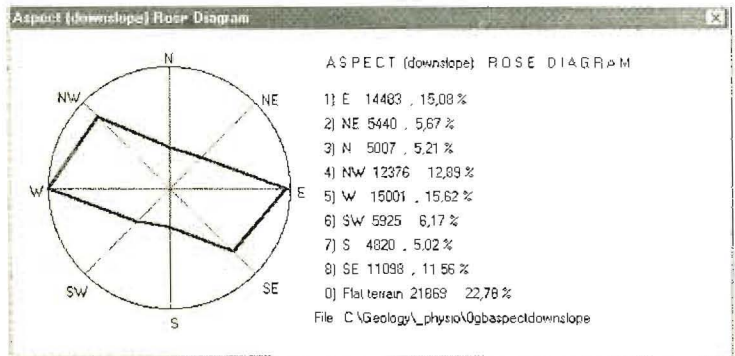 Aspect (downslope) Rose Diagram
N
NW
NE
W
E
SW
SE
S
ASPECT (downslope) ROSE DIAGRAM
1) E 14483 , 15,08 %
2) NE 5440 , 5,67 %
3) N 5007 , 5,21 %
4) NW 12376 12,89 %
5) W 15001 , 15,62 %
6) SW 5925 6,17 %
7) S 4820 , 5,02 %
8) SE 11098 , 11 56 %
0) Flat terrain 21869 22,78 %
File C:\Geology\_physio\0gbaspectdownslope